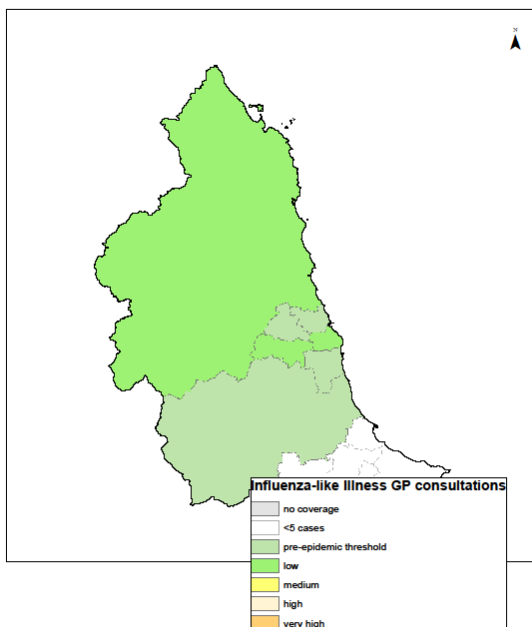 Influenza-like Illness GP consultations
no coverage
<5 cases
pre-epidemic threshold
low
medium
high
very high